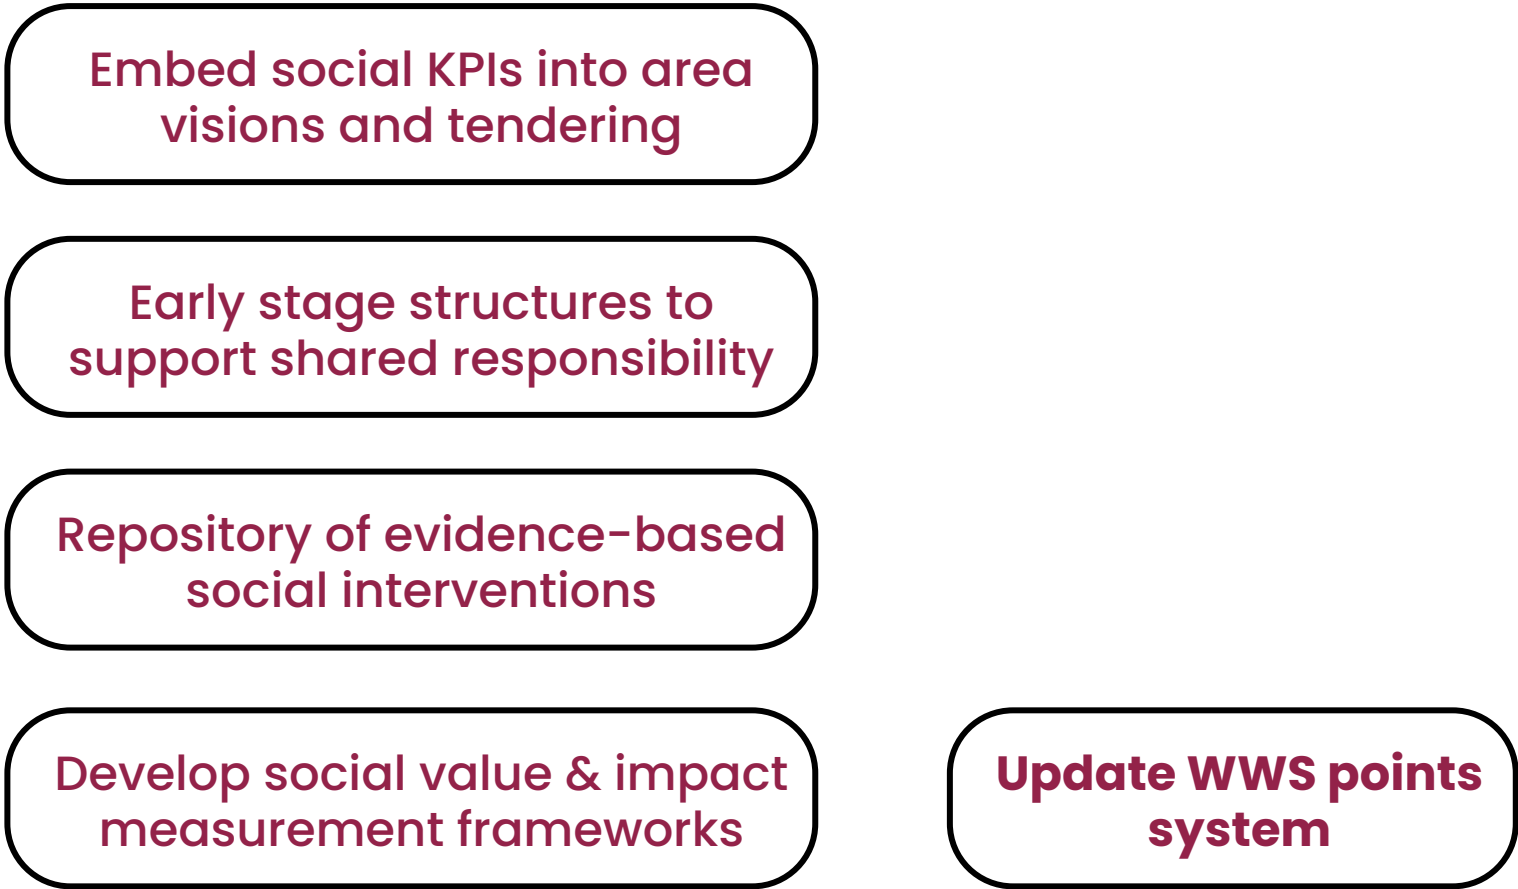 Embed social KPIs into area
visions and tendering
Early stage structures to
support shared responsibility
Repository of evidence-based
social interventions
Develop social value & impact
measurement frameworks
Update WWS points
system